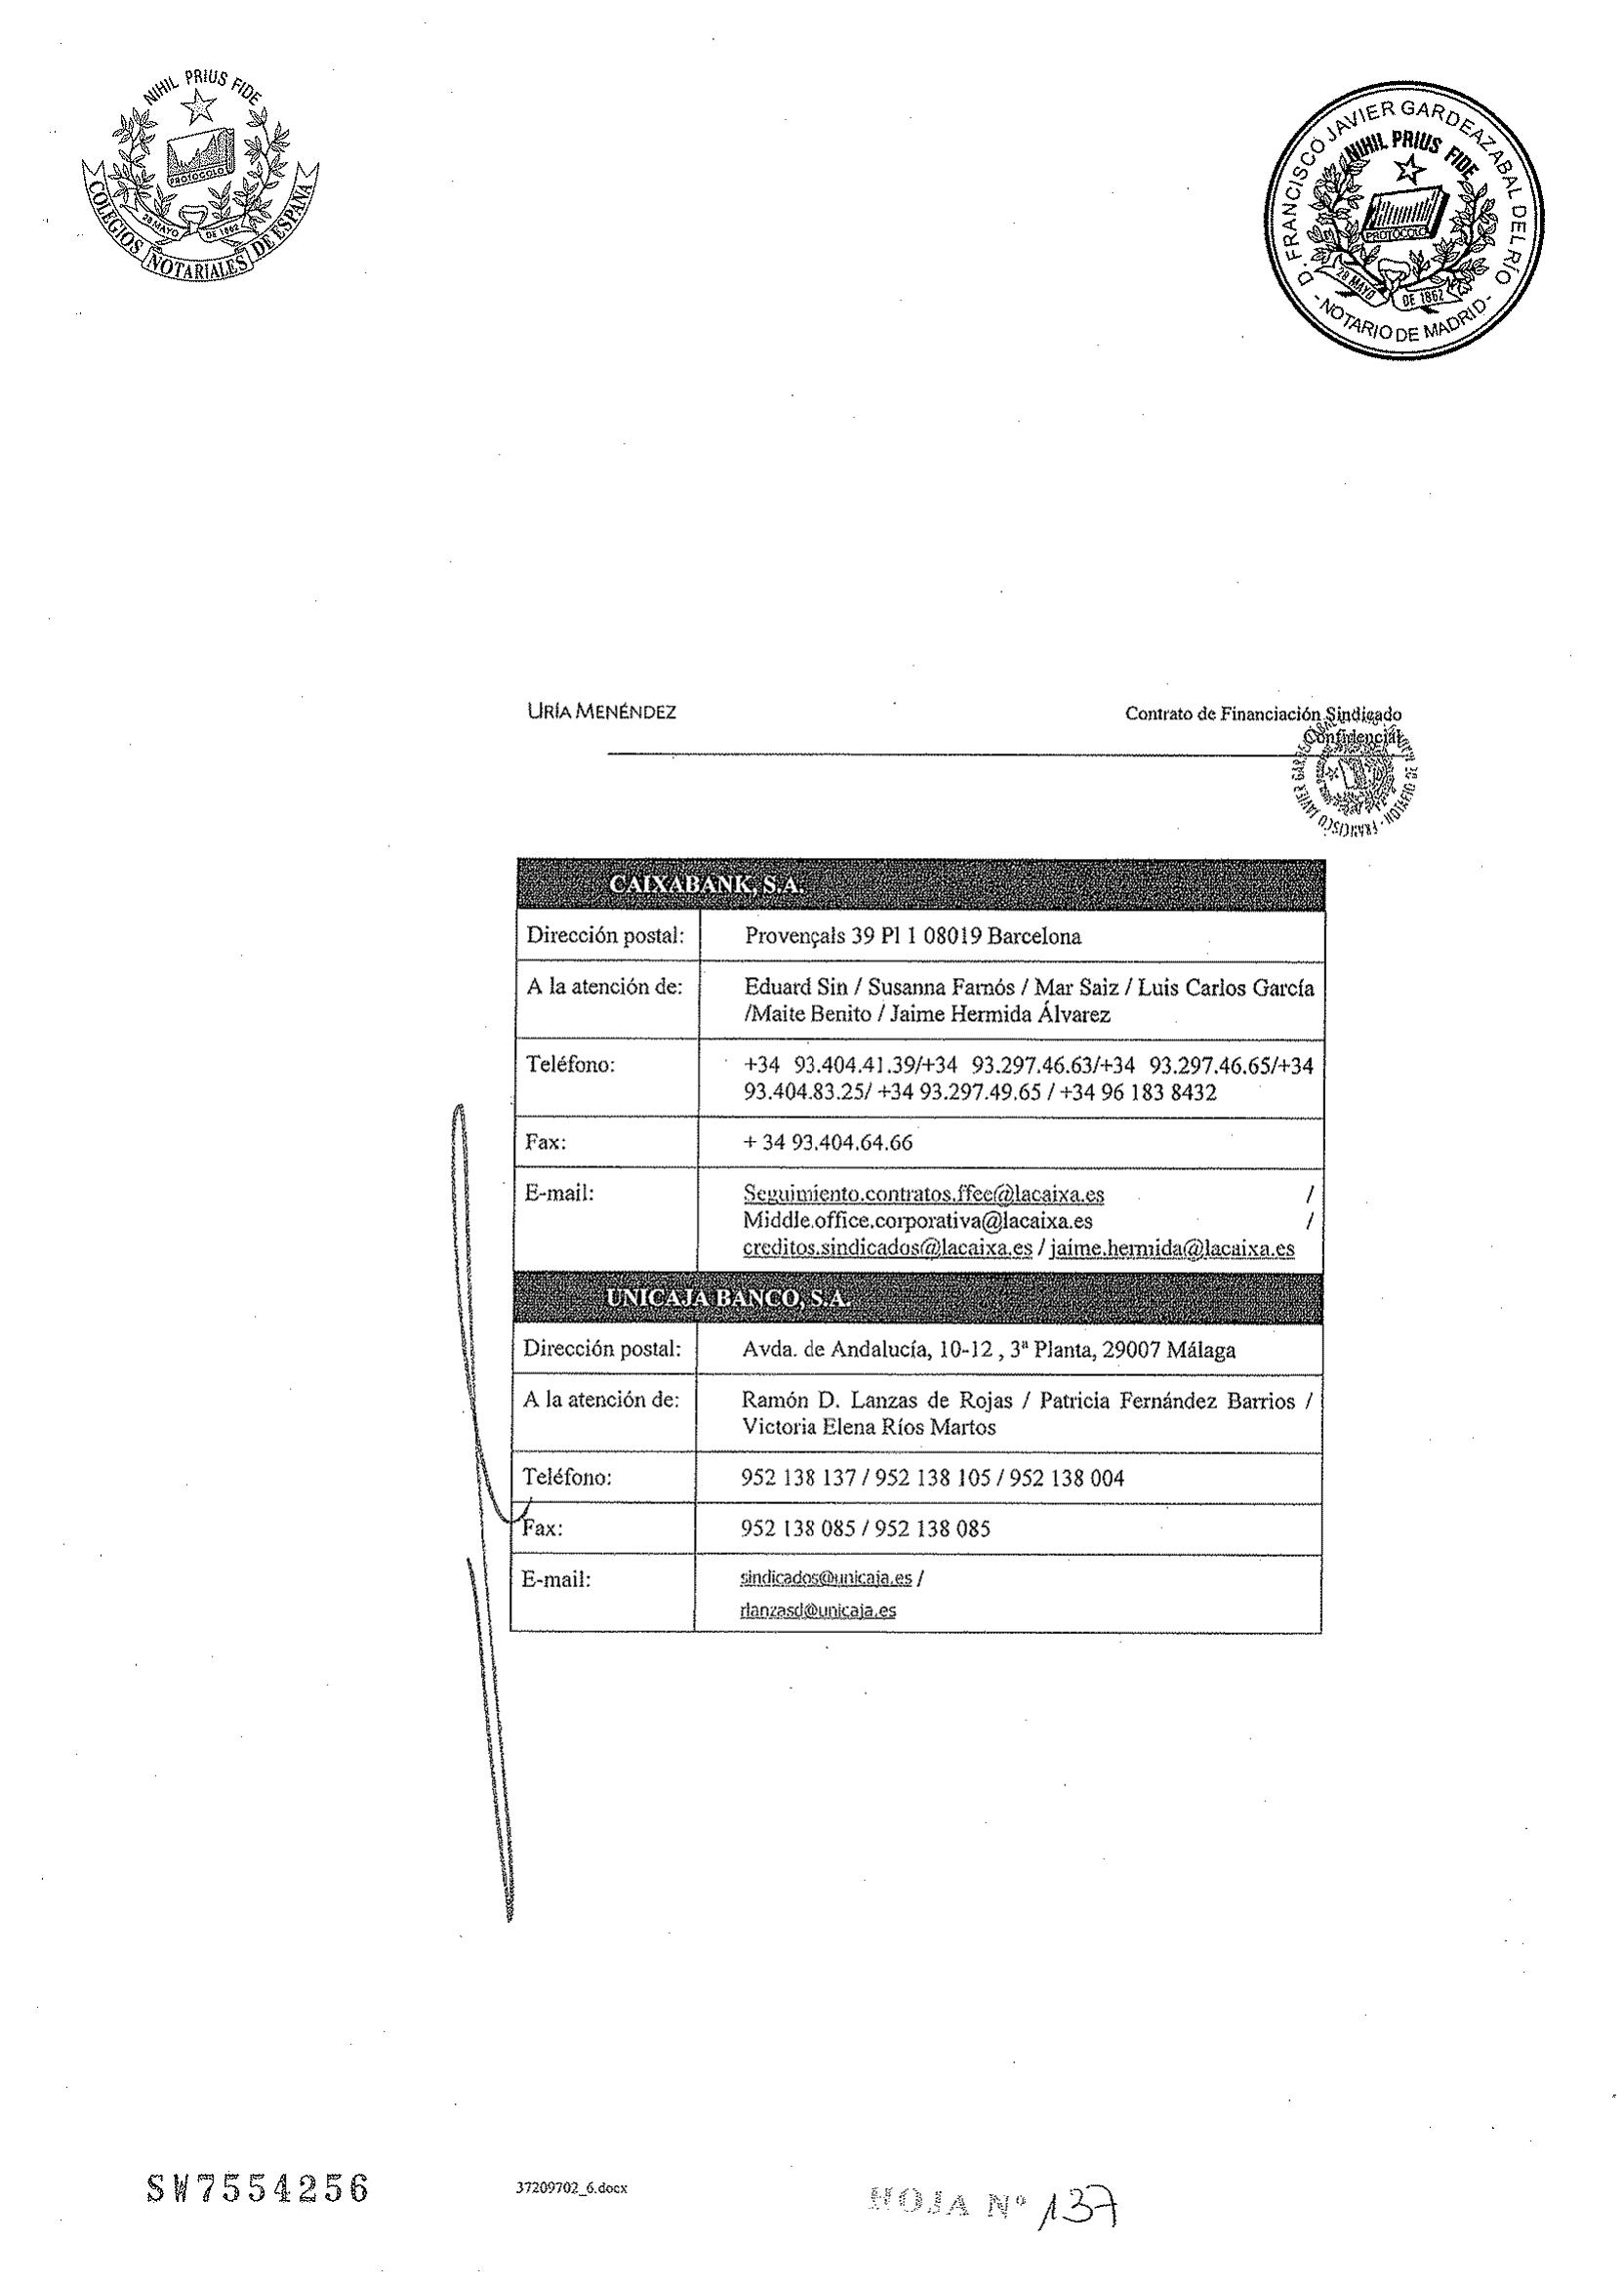 NIHIL PRIUS FIDE
PROTOCOLO
28 MAYO DE 1862
COLEGIOS NOTARIALES DE ESPAÑA
D. FRANCISCO JAVIER GARDEAZABAL DEL RÍO
NIHIL PRIUS FIDE
PROTOCOLO
28 MAYO DE 1862
- NOTARIO DE MADRID -
URÍA MENÉNDEZ
Contrato de Financiación Sindicado
Confidencial
CAIXABANK, S.A.
Dirección postal: Provençals 39 Pl 1 08019 Barcelona
A la atención de: Eduard Sin / Susanna Farnós / Mar Saiz / Luis Carlos García
/Maite Benito / Jaime Hermida Álvarez
Teléfono: +34 93.404.41.39/+34 93.297.46.63/+34 93.297.46.65/+34
93.404.83.25/ +34 93.297.49.65 / +34 96 183 8432
Fax: + 34 93.404.64.66
E-mail: Seguimiento.contratos.ffee@lacaixa.es /
Middle.office.corporativa@lacaixa.es /
creditos.sindicados@lacaixa.es / jaime.hermida@lacaixa.es
UNICAJA BANCO, S.A.
Dirección postal: Avda. de Andalucía, 10-12 , 3ª Planta, 29007 Málaga
A la atención de: Ramón D. Lanzas de Rojas / Patricia Fernández Barrios /
Victoria Elena Ríos Martos
Teléfono: 952 138 137 / 952 138 105 / 952 138 004
Fax: 952 138 085 / 952 138 085
E-mail: sindicados@unicaja.es /
rlanzasd@unicaja.es
SW7554256
37209702_6.docx
HOJA Nº 137